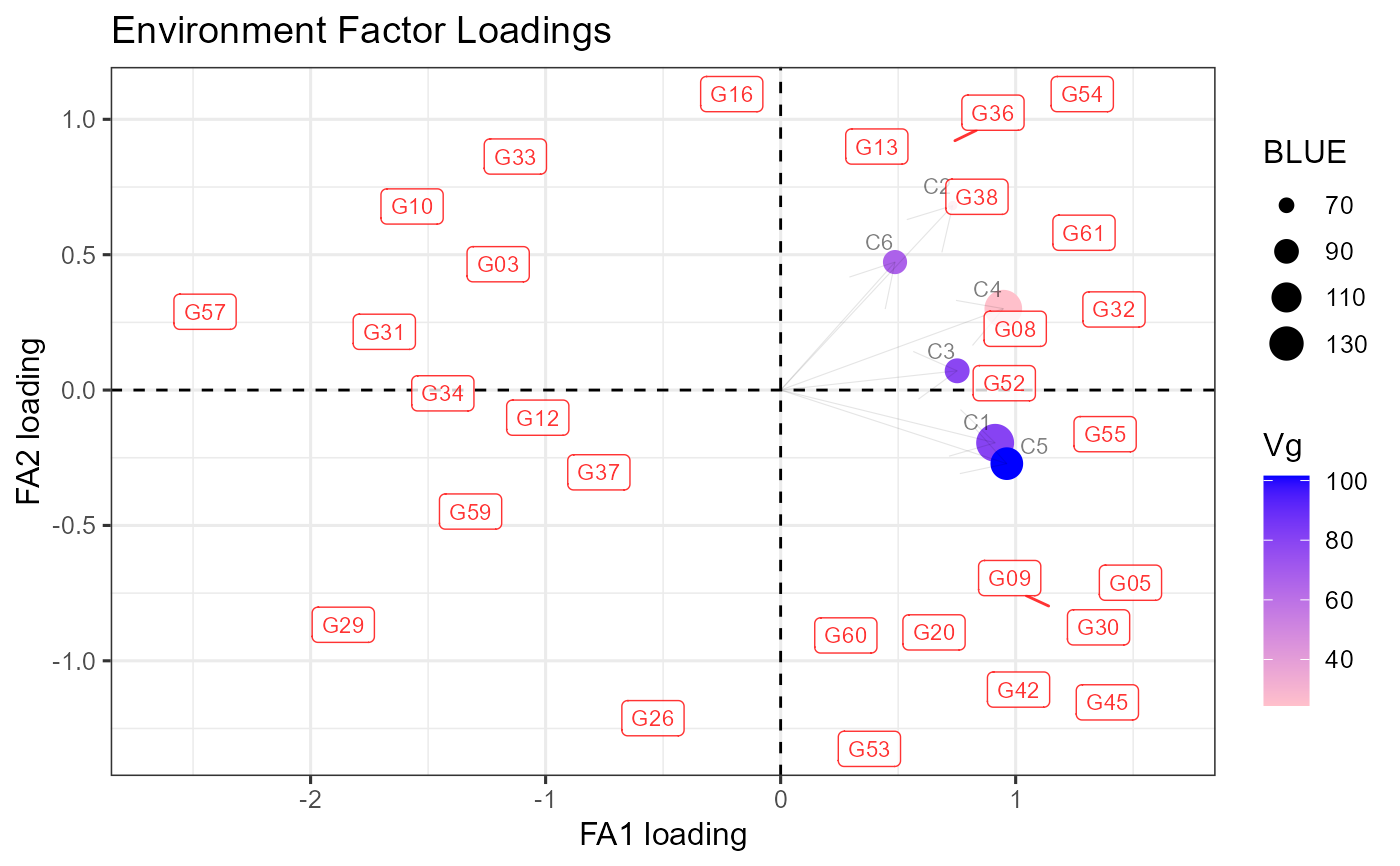 Environment Factor Loadings
FA2 loading
1.0
0.5
0.0
-0.5
-1.0
G16
G54
G36
G13
G33
C2
G38
G10
G61
C6
G03
C4
G57
G32
G08
G31
C3
G52
G34
G12
C1
G55
C5
G37
G59
G09
G05
G29
G60
G20
G30
G42
G45
G26
G53
-2
-1
0
1
FA1 loading
BLUE
70
90
110
130
Vg
100
80
60
40